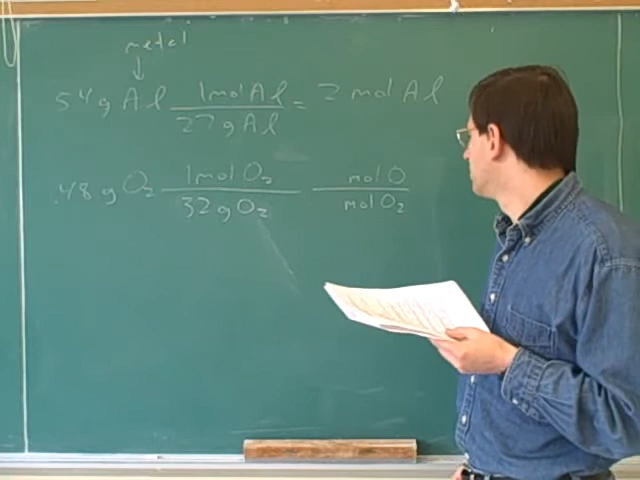 metal
54 g Al 1 mol Al / 27 g Al = 2 mol Al
48 g O₂ 1 mol O₂ / 32 g O₂ mol O / mol O₂